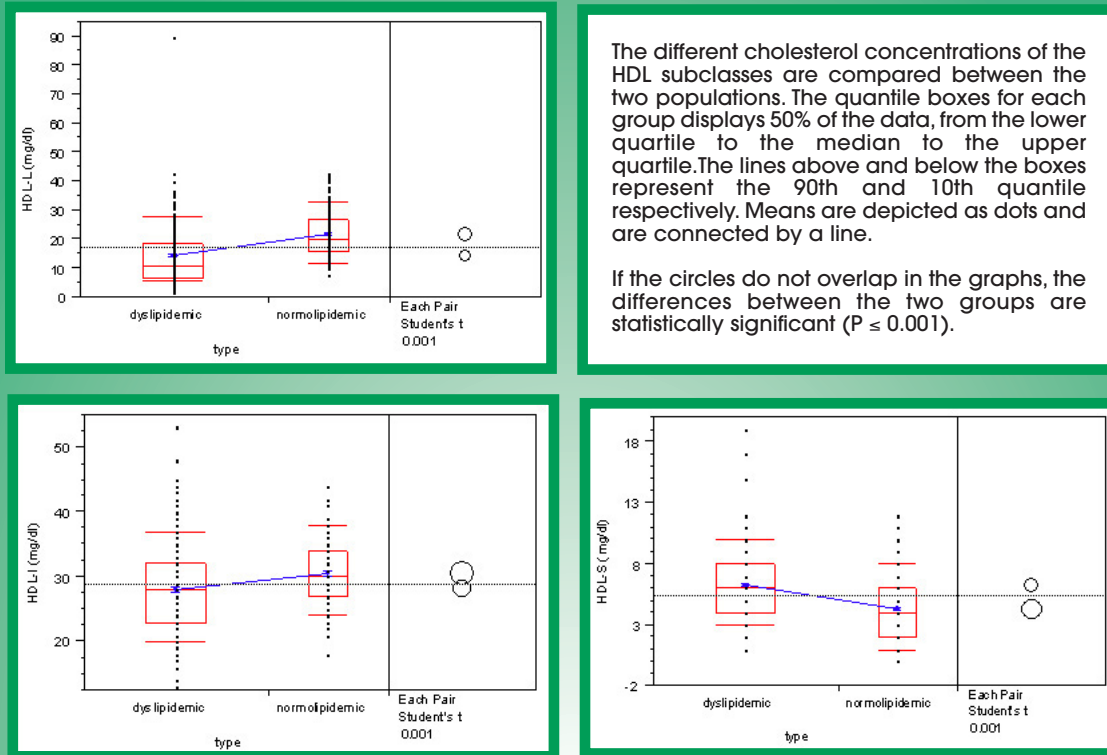 90
80
70
60
50
40
30
20
10
0
HDL-L (mg/dl)
dyslipidemic
normolipidemic
Each Pair
Student's t
0.001
type
The different cholesterol concentrations of the
HDL subclasses are compared between the
two populations. The quantile boxes for each
group displays 50% of the data, from the lower
quartile to the median to the upper
quartile.The lines above and below the boxes
represent the 90th and 10th quantile
respectively. Means are depicted as dots and
are connected by a line.
If the circles do not overlap in the graphs, the
differences between the two groups are
statistically significant (P ≤ 0.001).
50
40
30
20
HDL-I (mg/dl)
dyslipidemic
normolipidemic
Each Pair
Student's t
0.001
type
18
13
8
3
-2
HDL-S (mg/dl)
dyslipidemic
normolipidemic
Each Pair
Student's t
0.001
type